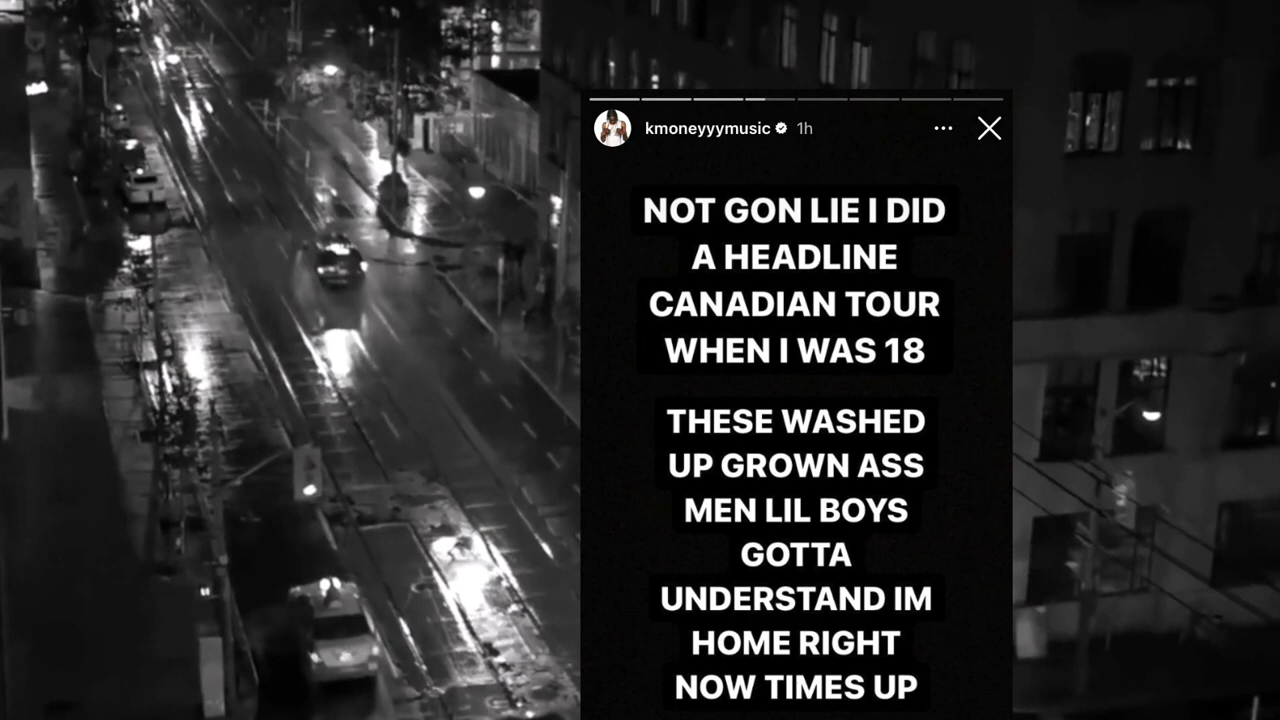 kmoneyyymusic 1h
NOT GON LIE I DID
A HEADLINE
CANADIAN TOUR
WHEN I WAS 18
THESE WASHED
UP GROWN ASS
MEN LIL BOYS
GOTTA
UNDERSTAND IM
HOME RIGHT
NOW TIMES UP